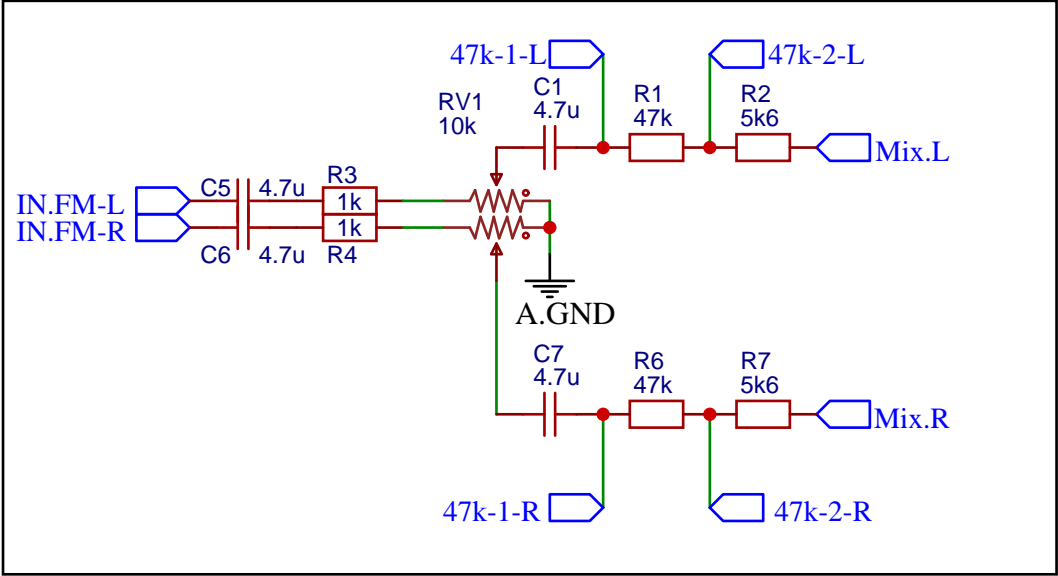 47k-1-L
47k-2-L
C1
4.7u
R1
47k
R2
5k6
RV1
10k
Mix.L
IN.FM-L
C5
4.7u
R3
1k
IN.FM-R
1k
C6
4.7u
R4
A.GND
C7
4.7u
R6
47k
R7
5k6
Mix.R
47k-1-R
47k-2-R